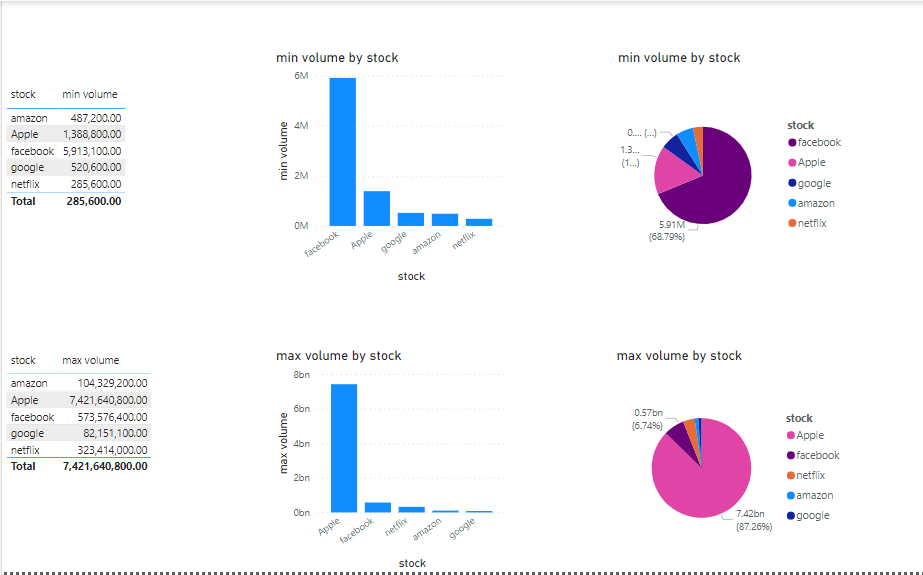 stock min volume
amazon 487,200.00
Apple 1,388,800.00
facebook 5,913,100.00
google 520,600.00
netflix 285,600.00
Total 285,600.00
min volume by stock
6M
4M
2M
0M
min volume
facebook
Apple
google
amazon
netflix
stock
min volume by stock
0.... (...)
1.3...
(1...)
5.91M
(68.79%)
stock
facebook
Apple
google
amazon
netflix
stock max volume
amazon 104,329,200.00
Apple 7,421,640,800.00
facebook 573,576,400.00
google 82,151,100.00
netflix 323,414,000.00
Total 7,421,640,800.00
max volume by stock
8bn
6bn
4bn
2bn
0bn
max volume
Apple
facebook
netflix
amazon
google
stock
max volume by stock
0.57bn
(6.74%)
7.42bn
(87.26%)
stock
Apple
facebook
netflix
amazon
google